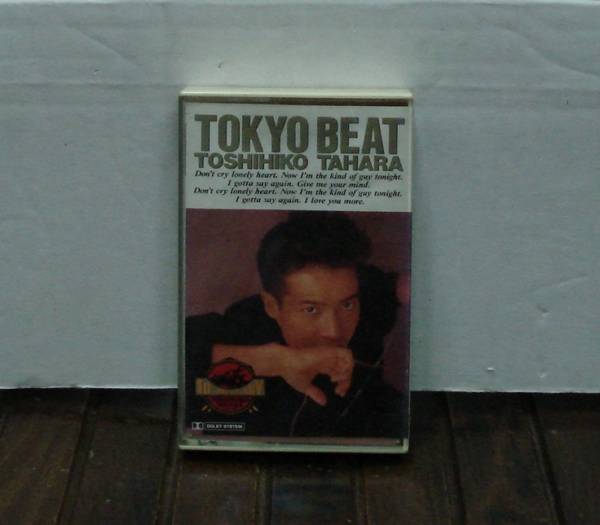 TOKYO BEAT
TOSHIHIKO TAHARA
Don't cry lonely heart. Now I'm the kind of guy tonight.
I gotta say again. Give me your mind.
Don't cry lonely heart. Now I'm the kind of guy tonight.
I gotta say again. I love you more.
DOLBY SYSTEM